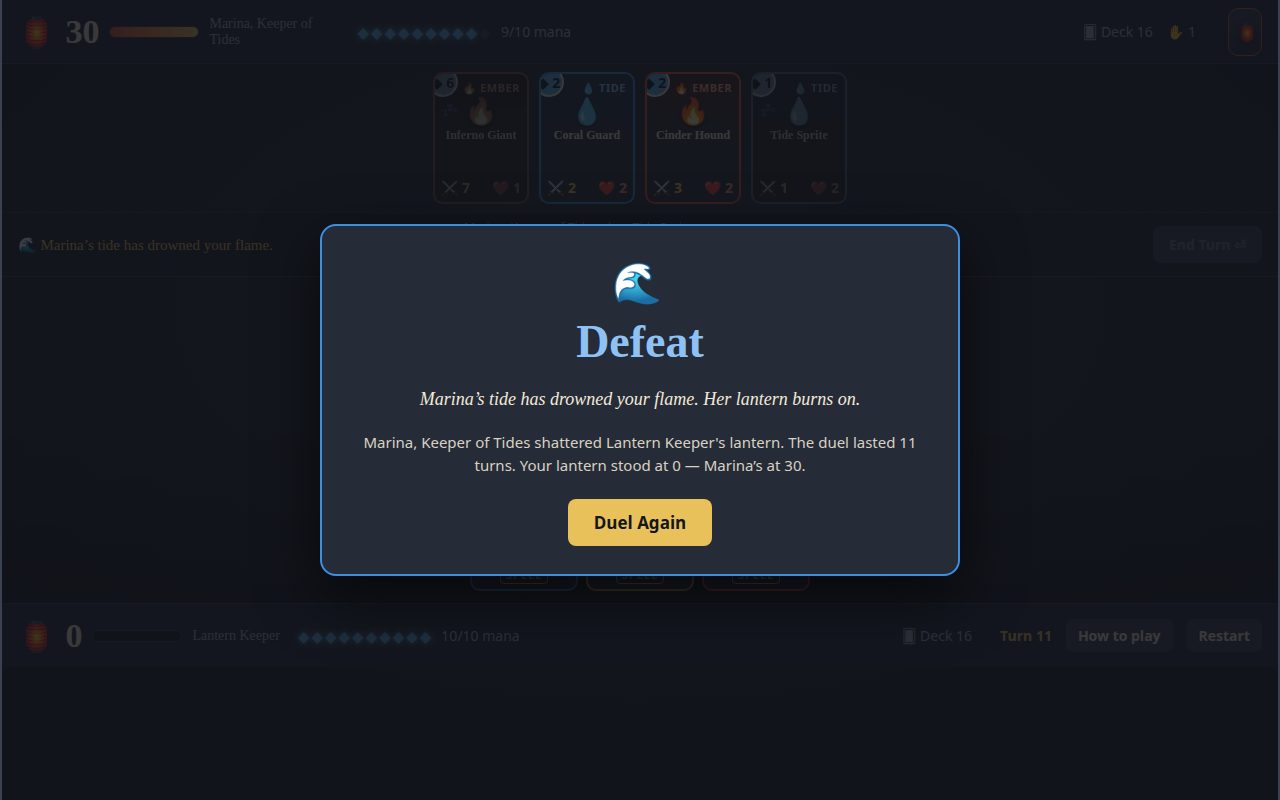 30
Marina, Keeper of
Tides
9/10 mana
Deck 16
1
6 EMBER
Inferno Giant
7 1
2 TIDE
Coral Guard
2 2
2 EMBER
Cinder Hound
3 2
1 TIDE
Tide Sprite
1 2
Marina’s tide has drowned your flame.
End Turn ⏎
Defeat
Marina’s tide has drowned your flame. Her lantern burns on.
Marina, Keeper of Tides shattered Lantern Keeper's lantern. The duel lasted 11
turns. Your lantern stood at 0 — Marina’s at 30.
Duel Again
0
Lantern Keeper
10/10 mana
Deck 16
Turn 11
How to play
Restart